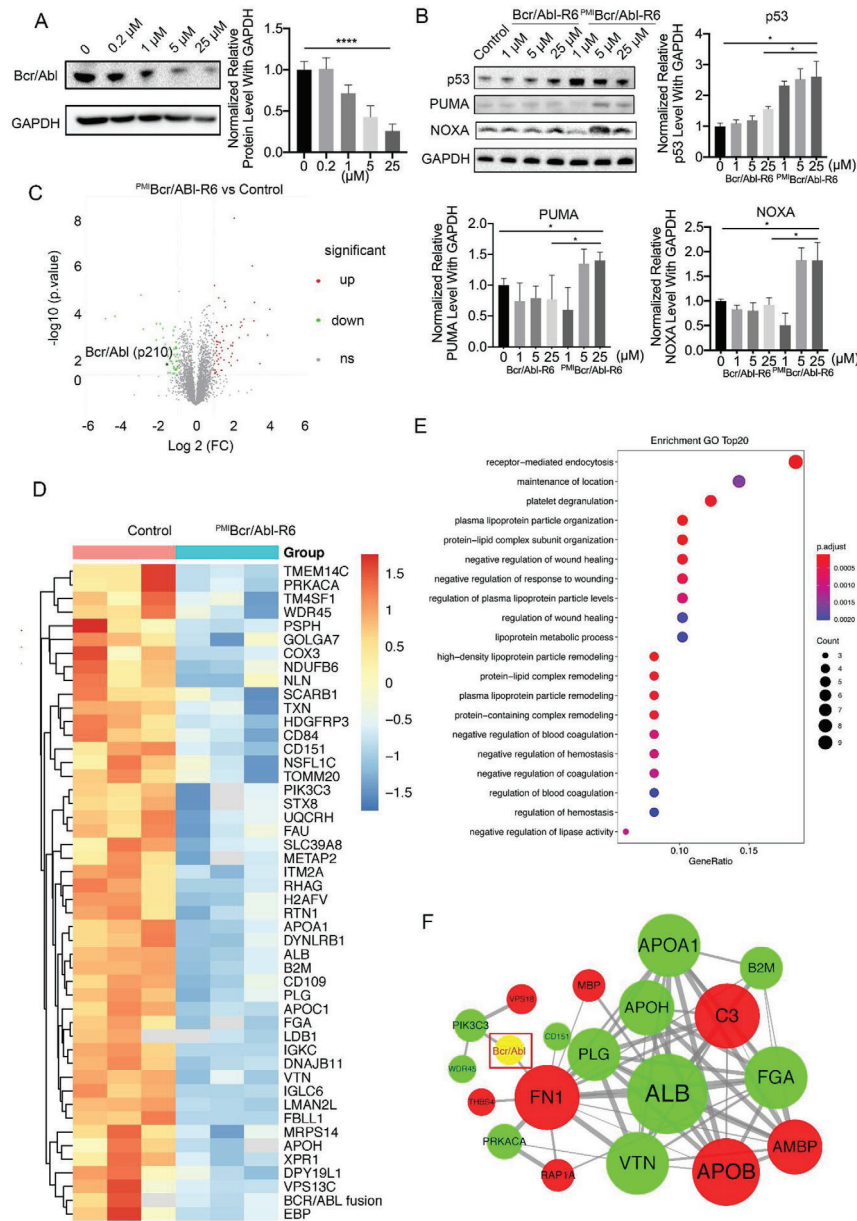 A
0 0.2 μM 1 μM 5 μM 25 μM
Bcr/Abl
GAPDH
Normalized Relative
Protein Level With GAPDH
1.5
1.0
0.5
0.0
****
0 0.2 1 5 25
(μM)
B
Bcr/Abl-R6 PMIBcr/Abl-R6
Control 1 μM 5 μM 25 μM 1 μM 5 μM 25 μM
p53
PUMA
NOXA
GAPDH
p53
Normalized Relative
p53 Level With GAPDH
4.0
3.0
2.0
1.0
0.0
*
*
0 1 5 25 1 5 25 (μM)
Bcr/Abl-R6 PMIBcr/Abl-R6
PUMA
Normalized Relative
PUMA Level With GAPDH
2.0
1.5
1.0
0.5
0.0
*
*
0 1 5 25 1 5 25 (μM)
Bcr/Abl-R6 PMIBcr/Abl-R6
NOXA
Normalized Relative
NOXA Level With GAPDH
2.5
2.0
1.5
1.0
0.5
0.0
*
*
0 1 5 25 1 5 25 (μM)
Bcr/Abl-R6 PMIBcr/Abl-R6
C
PMIBcr/ABl-R6 vs Control
-log10 (p.value)
8
6
4
2
0
Bcr/Abl (p210)
-6 -4 -2 0 2 4 6
Log 2 (FC)
significant
up
down
ns
D
Control PMIBcr/Abl-R6
Group
TMEM14C
PRKACA
TM4SF1
WDR45
PSPH
GOLGA7
COX3
NDUFB6
NLN
SCARB1
TXN
HDGFRP3
CD84
CD151
NSFL1C
TOMM20
PIK3C3
STX8
UQCRH
FAU
SLC39A8
METAP2
ITM2A
RHAG
H2AFV
RTN1
APOA1
DYNLRB1
ALB
B2M
CD109
PLG
APOC1
FGA
LDB1
IGKC
DNAJB11
VTN
IGLC6
LMAN2L
FBLL1
MRPS14
APOH
XPR1
DPY19L1
VPS13C
BCR/ABL fusion
EBP
1.5
1
0.5
0
−0.5
−1
−1.5
E
Enrichment GO Top20
receptor−mediated endocytosis
maintenance of location
platelet degranulation
plasma lipoprotein particle organization
protein−lipid complex subunit organization
negative regulation of wound healing
negative regulation of response to wounding
regulation of plasma lipoprotein particle levels
regulation of wound healing
lipoprotein metabolic process
high−density lipoprotein particle remodeling
protein−lipid complex remodeling
plasma lipoprotein particle remodeling
protein−containing complex remodeling
negative regulation of blood coagulation
negative regulation of hemostasis
negative regulation of coagulation
regulation of blood coagulation
regulation of hemostasis
negative regulation of lipase activity
0.10 0.15
GeneRatio
p.adjust
0.0005
0.0010
0.0015
0.0020
Count
3
4
5
6
7
8
9
F
APOA1
B2M
VPS18
MBP
APOH
C3
PIK3C3
Bcr/Abl
CD151
PLG
WDR45
ALB
FGA
THBS4
FN1
PRKACA
VTN
AMBP
RAP1A
APOB